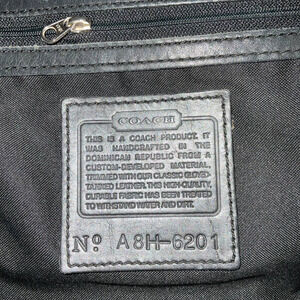 COACH
THIS IS A COACH PRODUCT. IT
WAS HANDCRAFTED IN THE
DOMINICAN REPUBLIC FROM A
CUSTOM-DEVELOPED MATERIAL,
TRIMMED WITH OUR CLASSIC GLOVE-
TANNED LEATHER. THIS HIGH-QUALITY,
DURABLE FABRIC HAS BEEN TREATED
TO WITHSTAND WATER AND DIRT.
Nº A8H-6201